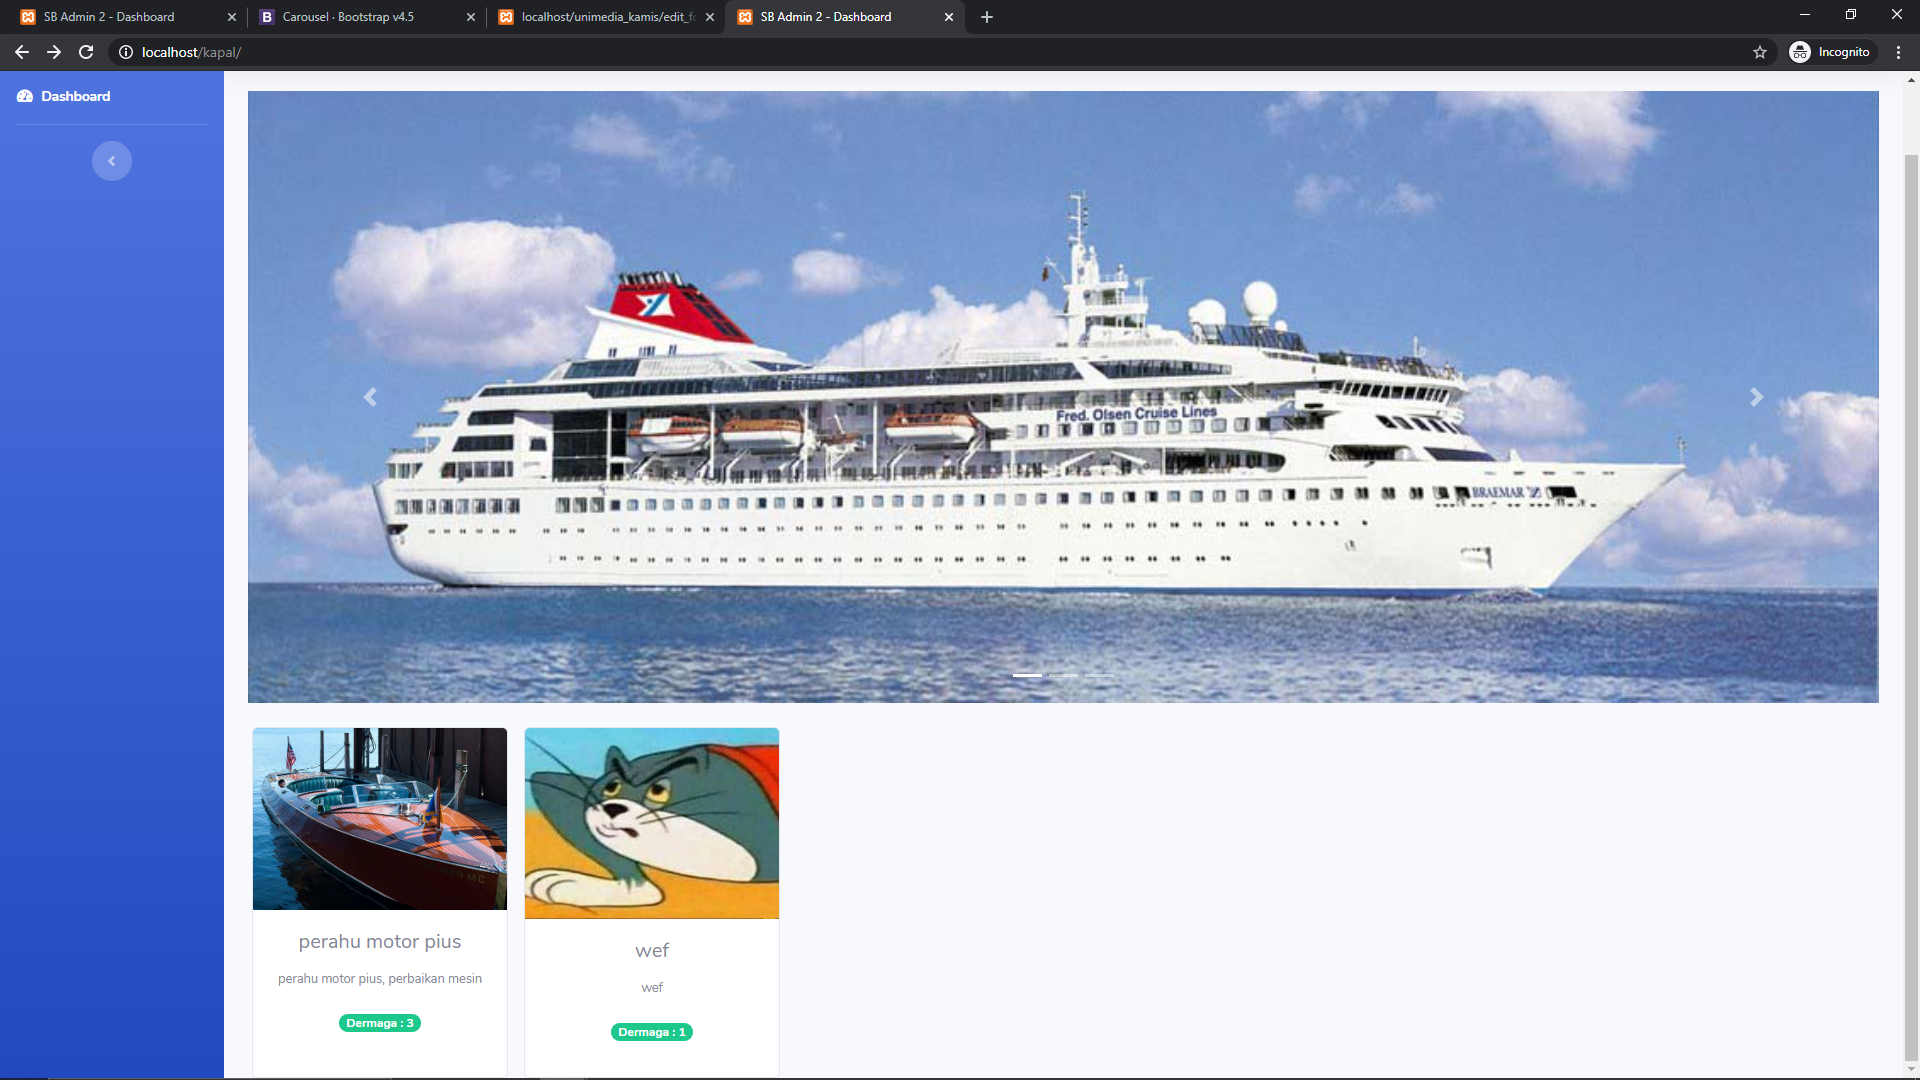 SB Admin 2 - Dashboard
Carousel · Bootstrap v4.5
localhost/unimedia_kamis/edit_fo
SB Admin 2 - Dashboard
localhost/kapal/
Incognito
Dashboard
Fred. Olsen Cruise Lines
BRAEMAR
perahu motor pius
perahu motor pius, perbaikan mesin
Dermaga : 3
wef
wef
Dermaga : 1